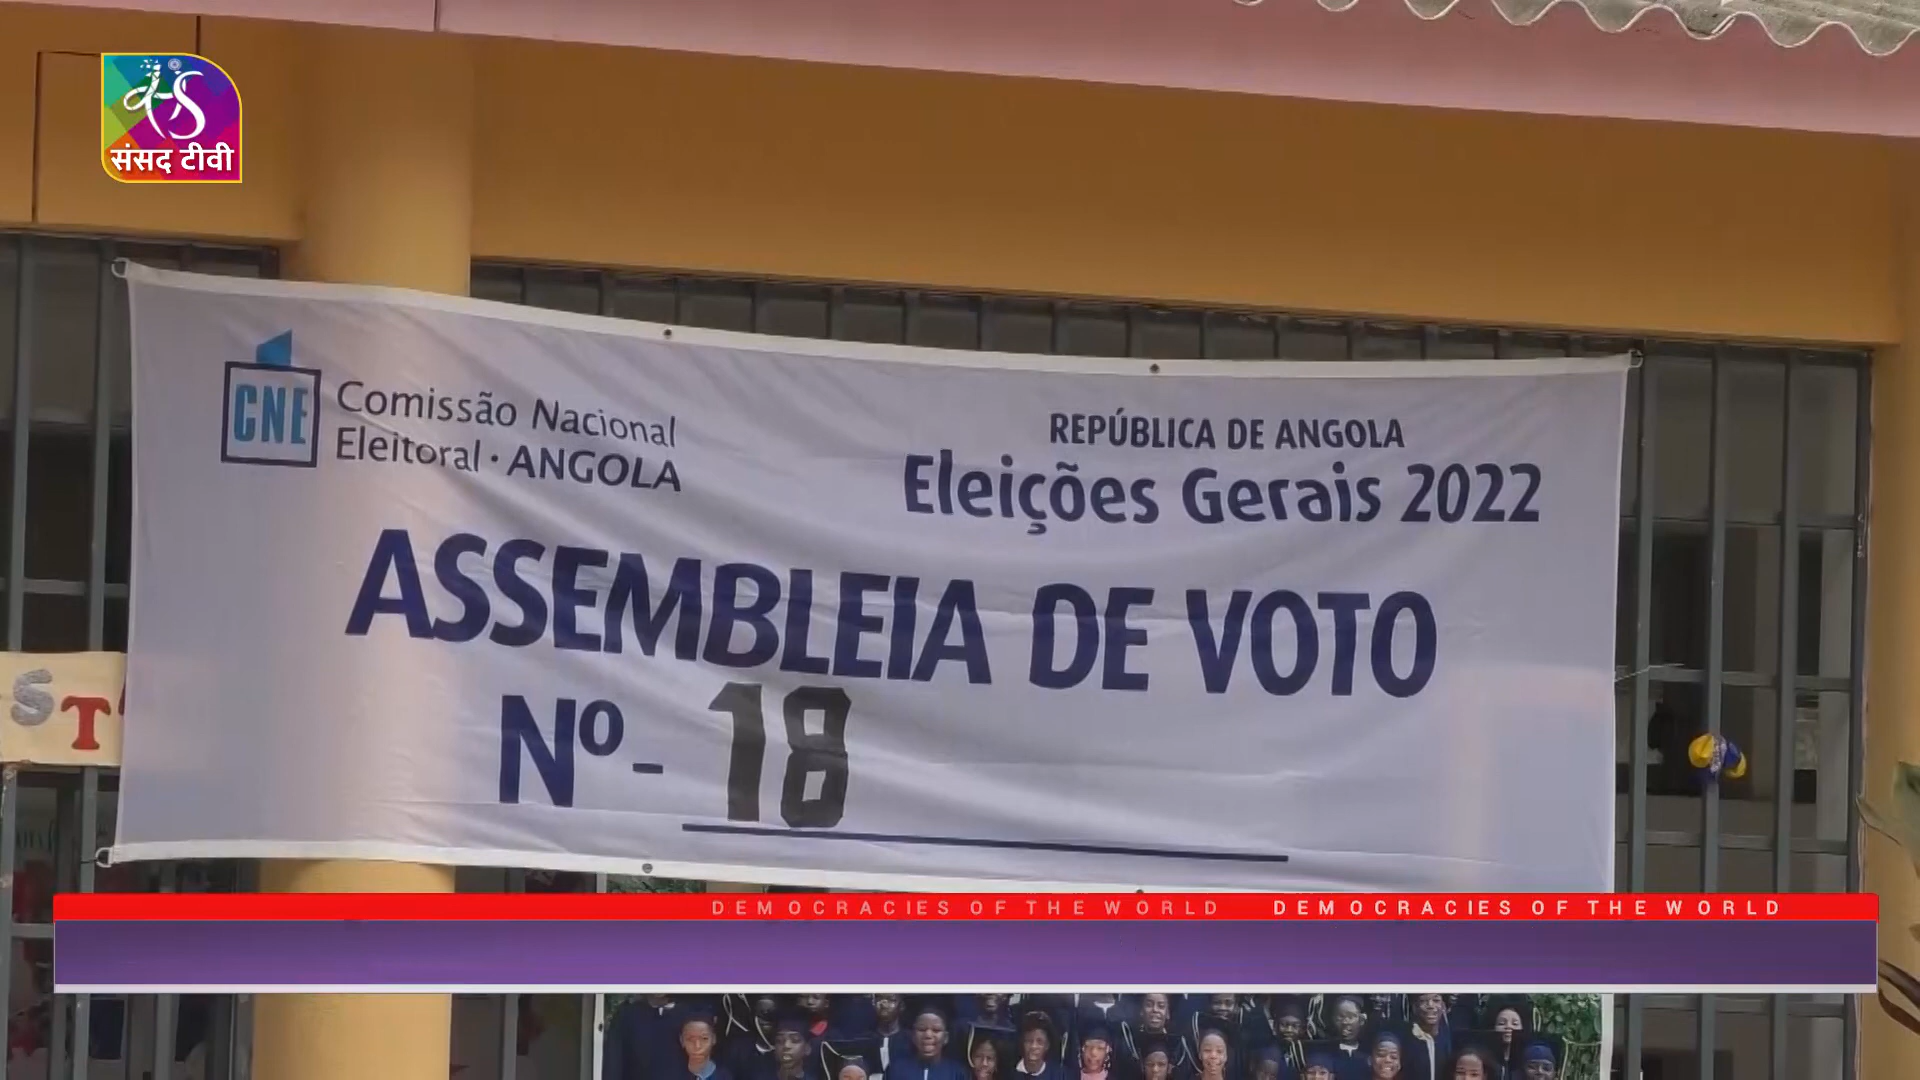 संसद टीवी
CNE
Comissão Nacional
Eleitoral · ANGOLA
REPÚBLICA DE ANGOLA
Eleições Gerais 2022
ASSEMBLEIA DE VOTO
Nº- 18
ST
DEMOCRACIES OF THE WORLD DEMOCRACIES OF THE WORLD